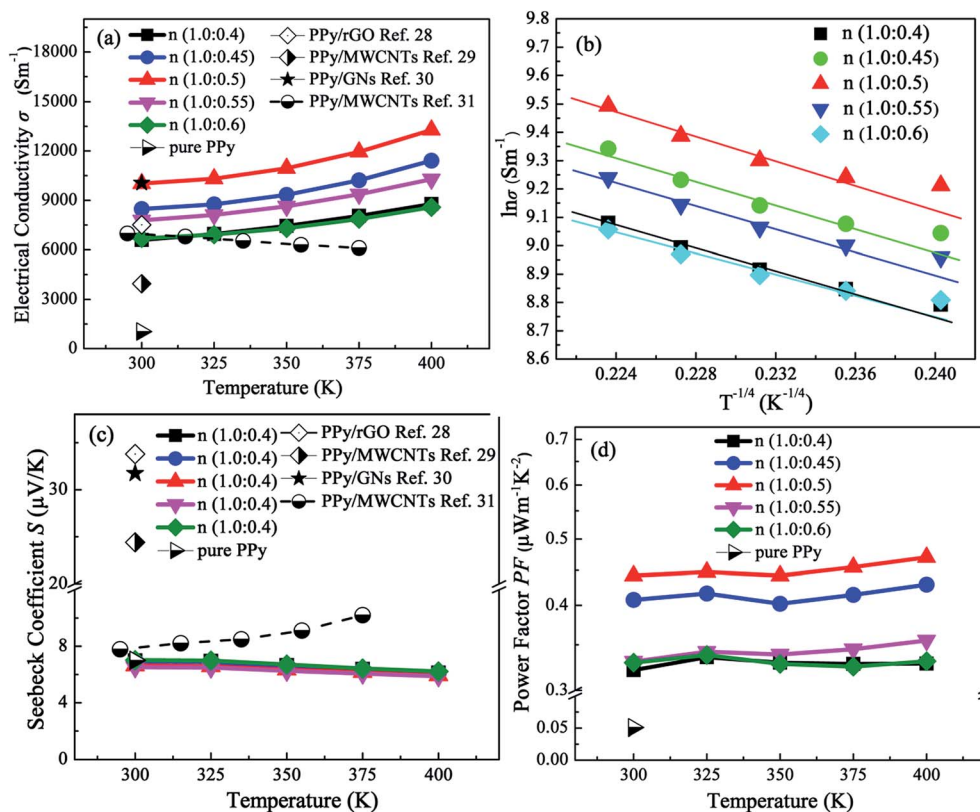 (a)
n (1.0:0.4)
n (1.0:0.45)
n (1.0:0.5)
n (1.0:0.55)
n (1.0:0.6)
pure PPy
PPy/rGO Ref. 28
PPy/MWCNTs Ref. 29
PPy/GNs Ref. 30
PPy/MWCNTs Ref. 31
Electrical Conductivity σ (Sm⁻¹)
18000
15000
12000
9000
6000
3000
0
300 325 350 375 400
Temperature (K)
(b)
n (1.0:0.4)
n (1.0:0.45)
n (1.0:0.5)
n (1.0:0.55)
n (1.0:0.6)
lnσ (Sm⁻¹)
9.8
9.7
9.6
9.5
9.4
9.3
9.2
9.1
9.0
8.9
8.8
8.7
8.6
0.224 0.228 0.232 0.236 0.240
T⁻¹/⁴ (K⁻¹/⁴)
(c)
n (1.0:0.4)
n (1.0:0.4)
n (1.0:0.4)
n (1.0:0.4)
n (1.0:0.4)
pure PPy
PPy/rGO Ref. 28
PPy/MWCNTs Ref. 29
PPy/GNs Ref. 30
PPy/MWCNTs Ref. 31
Seebeck Coefficient S (μV/K)
30
20
8
6
4
2
0
300 325 350 375 400
Temperature (K)
(d)
n (1.0:0.4)
n (1.0:0.45)
n (1.0:0.5)
n (1.0:0.55)
n (1.0:0.6)
pure PPy
Power Factor PF (μWm⁻¹K⁻²)
0.7
0.6
0.5
0.4
0.3
0.05
0.00
300 325 350 375 400
Temperature (K)